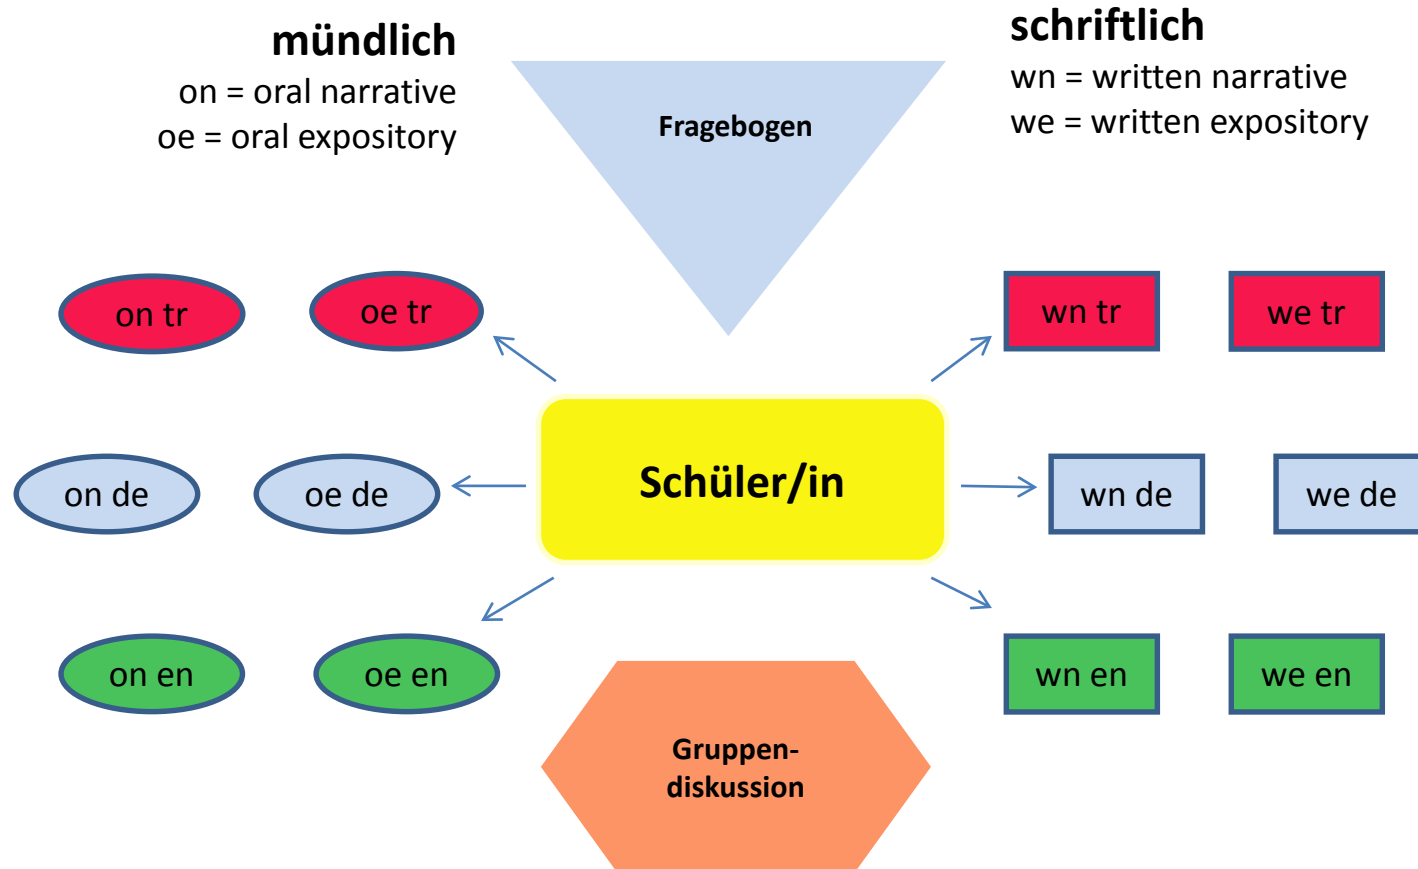 mündlich
on = oral narrative
oe = oral expository
Fragebogen
schriftlich
wn = written narrative
we = written expository
on tr
oe tr
wn tr
we tr
Schüler/in
on de
oe de
wn de
we de
on en
oe en
wn en
we en
Gruppen-
diskussion